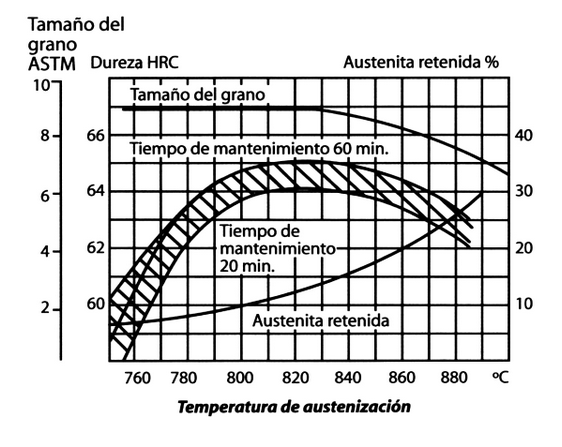 Tamaño del
grano
ASTM
Dureza HRC
Austenita retenida %
10
8
6
4
2
66
64
62
60
40
30
20
10
Tamaño del grano
Tiempo de mantenimiento 60 min.
Tiempo de
mantenimiento
20 min.
Austenita retenida
760 780 800 820 840 860 880 ºC
Temperatura de austenización